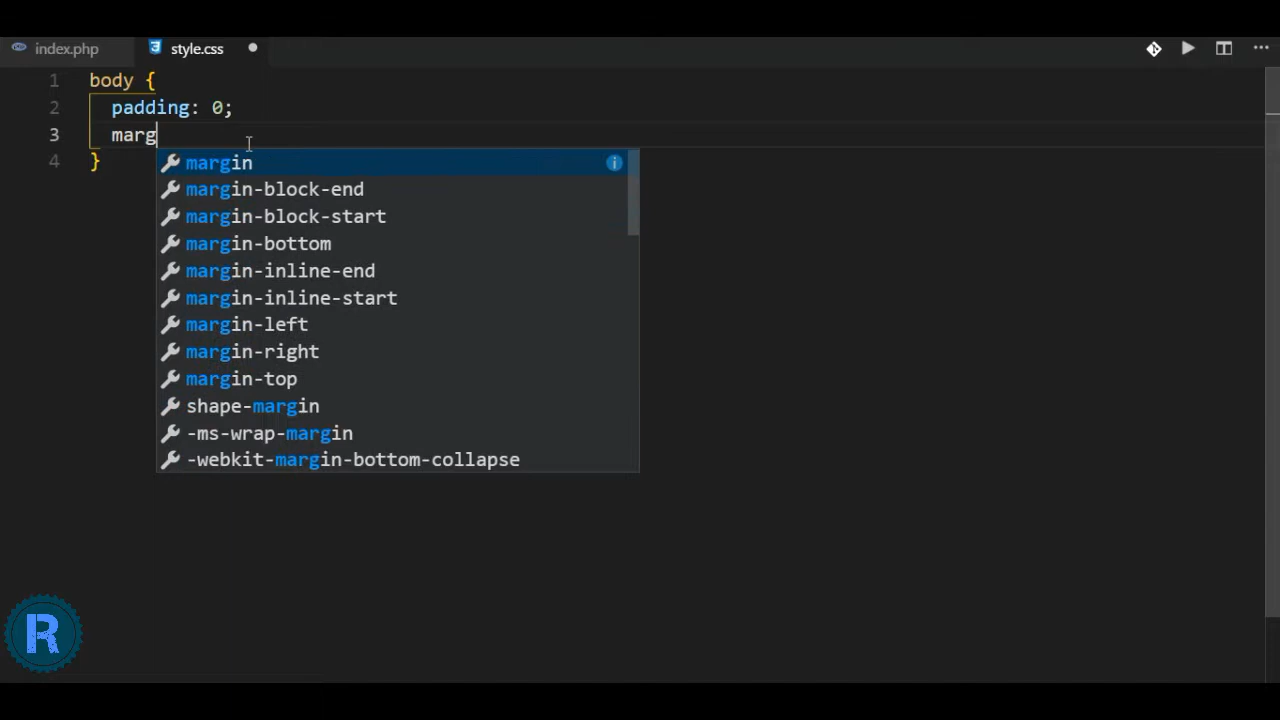 index.php
style.css
1 body {
2 padding: 0;
3 marg
4 }
margin
margin-block-end
margin-block-start
margin-bottom
margin-inline-end
margin-inline-start
margin-left
margin-right
margin-top
shape-margin
-ms-wrap-margin
-webkit-margin-bottom-collapse
R